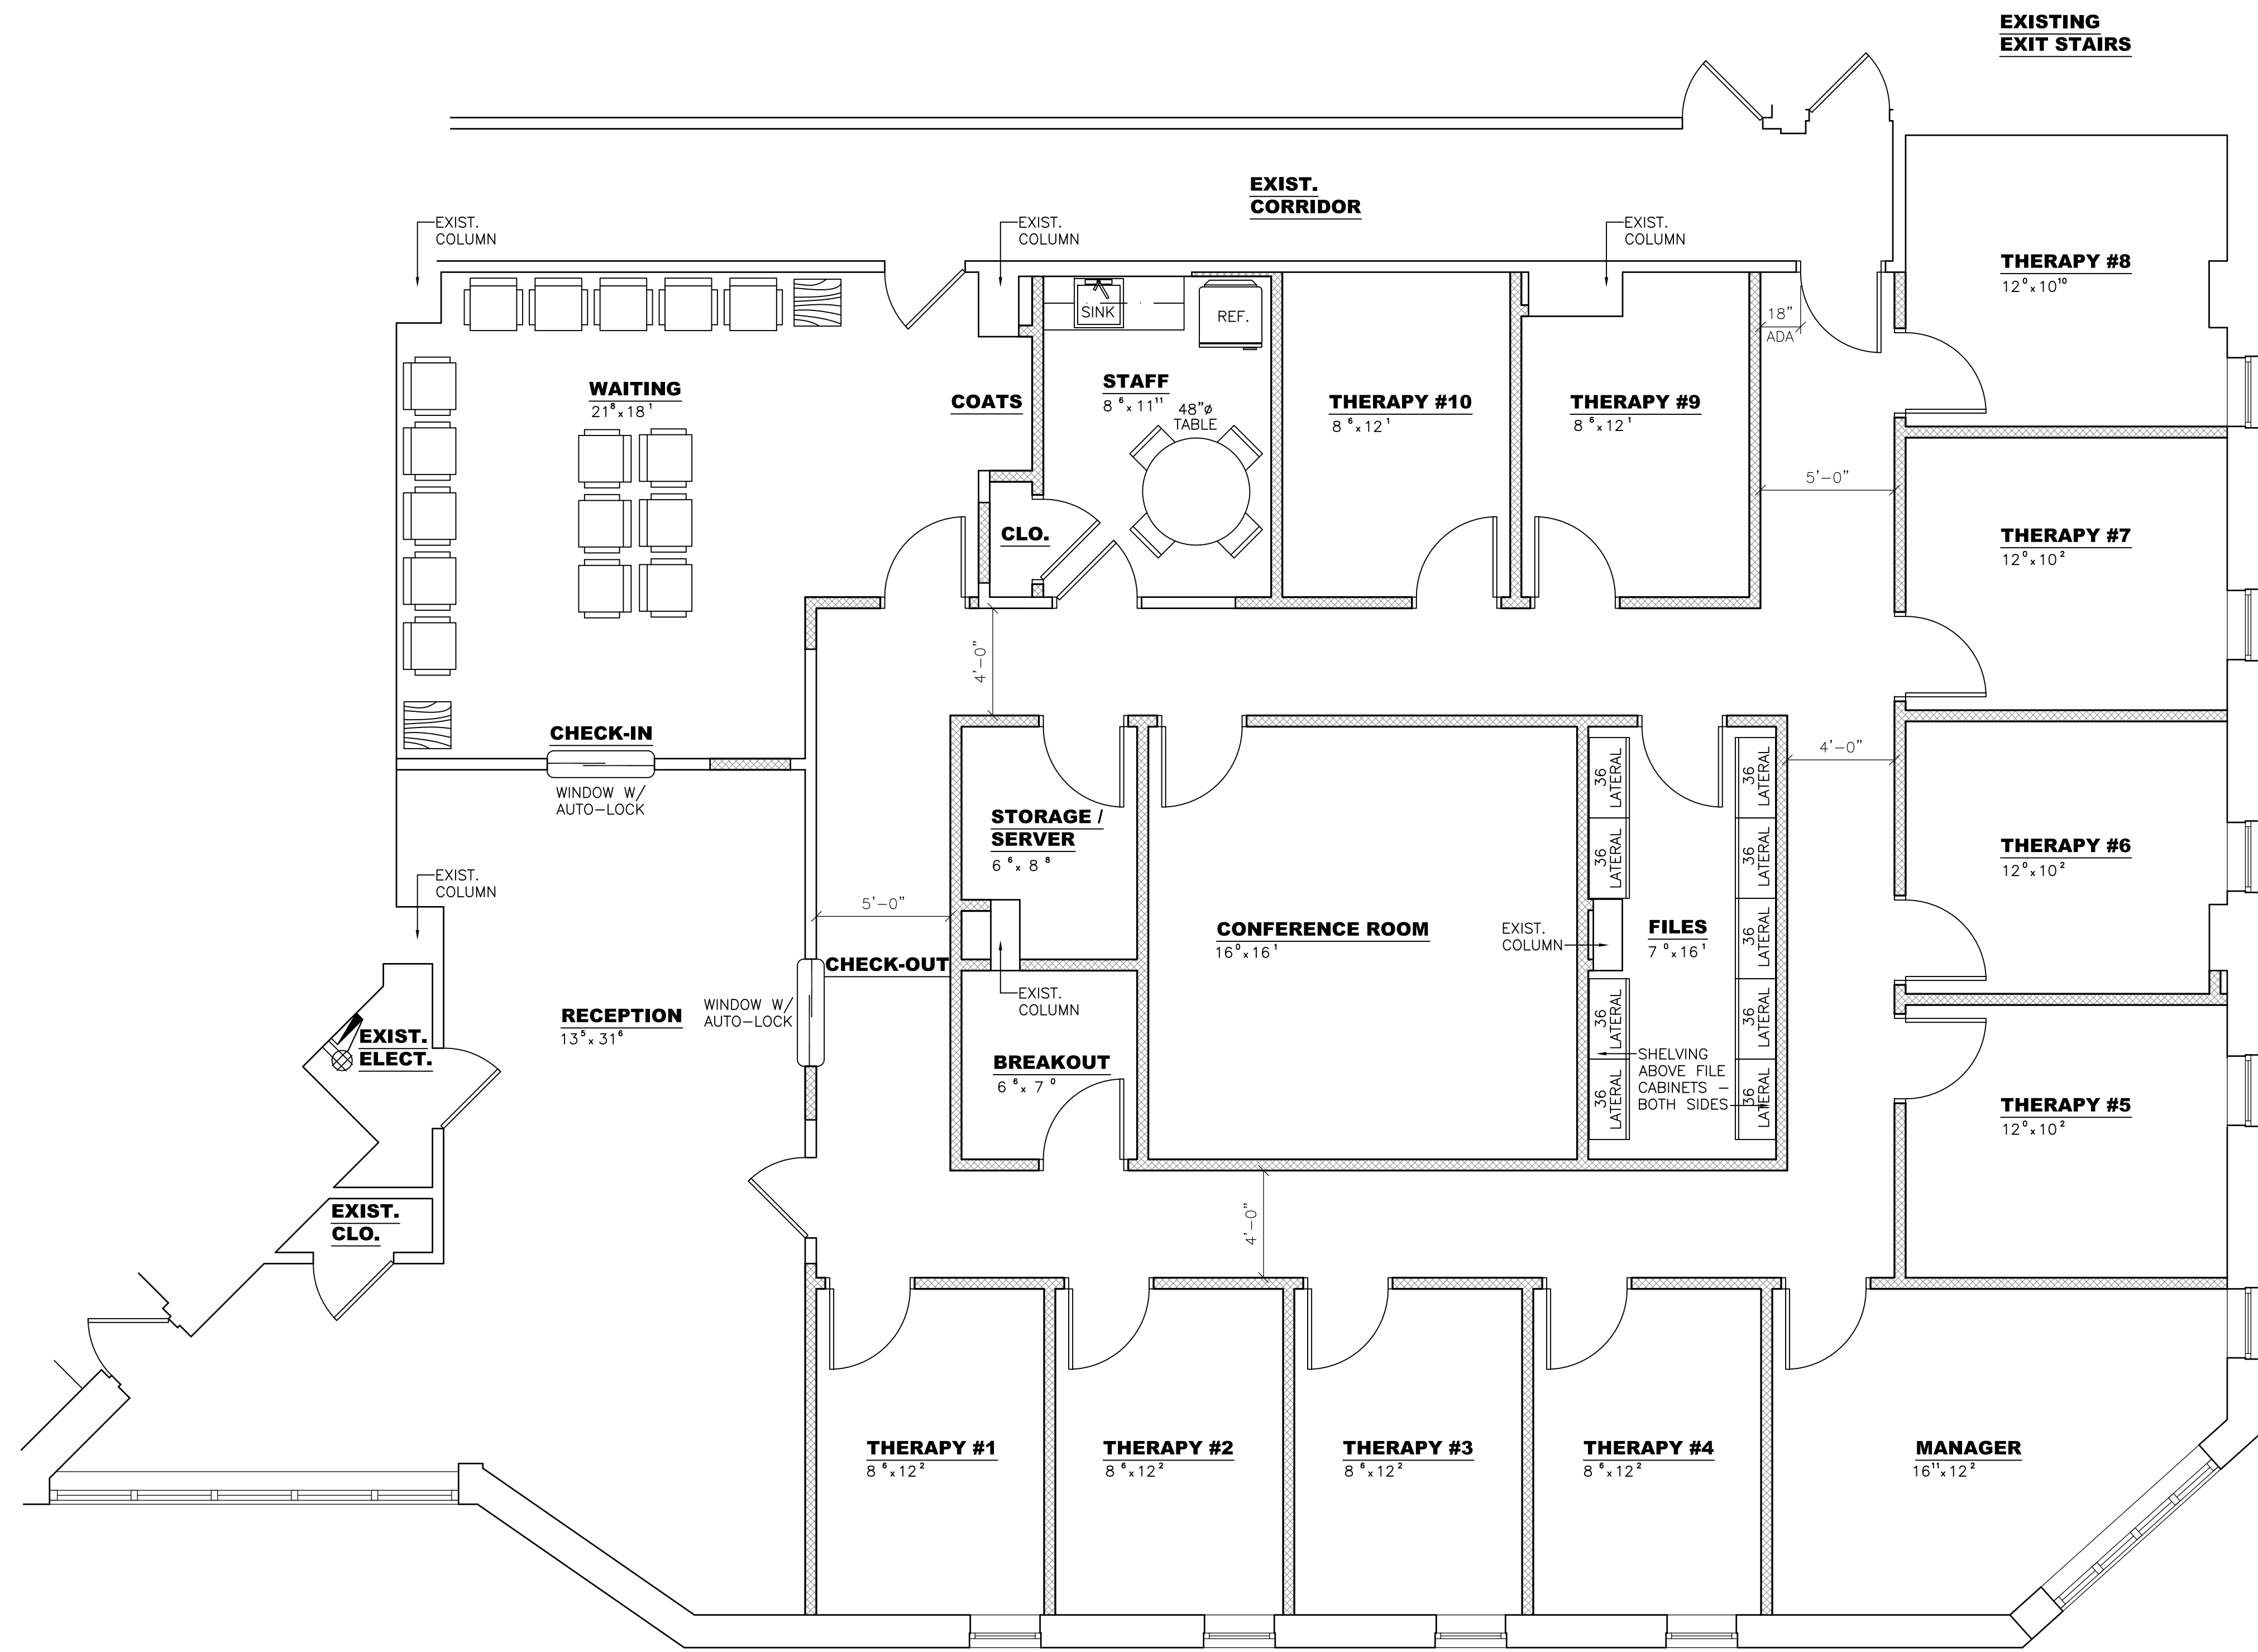 EXISTING
EXIT STAIRS
EXIST.
CORRIDOR
EXIST.
COLUMN
EXIST.
COLUMN
EXIST.
COLUMN
THERAPY #8
12⁰x10¹⁰
SINK
REF.
18"
ADA
WAITING
21⁸x18¹
COATS
STAFF
8⁶x11¹¹
48"ø
TABLE
THERAPY #10
8⁶x12¹
THERAPY #9
8⁶x12¹
5'-0"
CLO.
THERAPY #7
12⁰x10²
4'-0"
CHECK-IN
WINDOW W/
AUTO-LOCK
4'-0"
36
LATERAL
36
LATERAL
STORAGE /
SERVER
6⁶x8⁸
36
LATERAL
36
LATERAL
THERAPY #6
12⁰x10²
EXIST.
COLUMN
5'-0"
CONFERENCE ROOM
16⁰x16¹
EXIST.
COLUMN
FILES
7⁰x16¹
36
LATERAL
CHECK-OUT
WINDOW W/
AUTO-LOCK
EXIST.
COLUMN
RECEPTION
13⁵x31⁶
36
LATERAL
36
LATERAL
EXIST.
ELECT.
BREAKOUT
6⁶x7⁰
SHELVING
ABOVE FILE
CABINETS –
BOTH SIDES
36
LATERAL
36
LATERAL
THERAPY #5
12⁰x10²
EXIST.
CLO.
4'-0"
THERAPY #1
8⁶x12²
THERAPY #2
8⁶x12²
THERAPY #3
8⁶x12²
THERAPY #4
8⁶x12²
MANAGER
16¹¹x12²